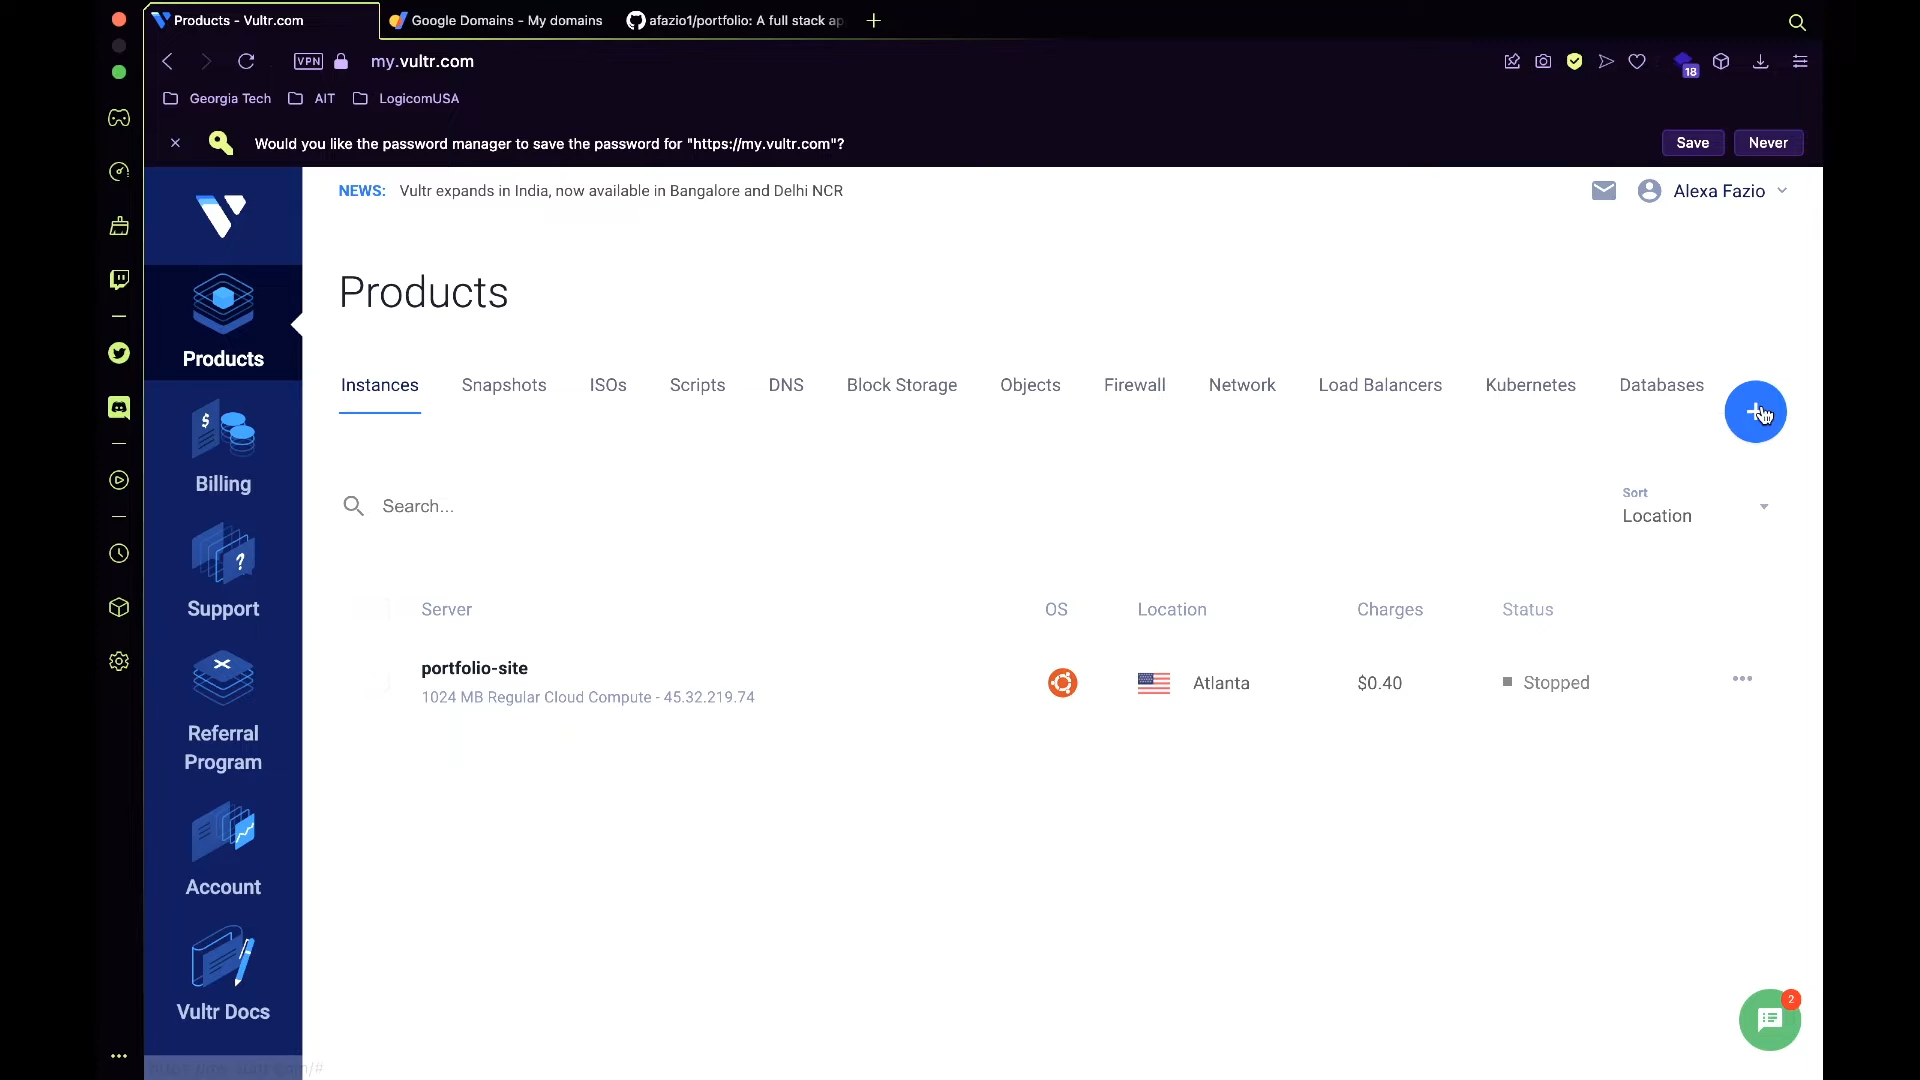 Products - Vultr.com
Google Domains - My domains
afazio1/portfolio: A full stack ap
VPN
my.vultr.com
18
Georgia Tech
AIT
LogicomUSA
Would you like the password manager to save the password for "https://my.vultr.com"?
Save
Never
NEWS: Vultr expands in India, now available in Bangalore and Delhi NCR
Alexa Fazio
Products
Products
Instances
Snapshots
ISOs
Scripts
DNS
Block Storage
Objects
Firewall
Network
Load Balancers
Kubernetes
Databases
Billing
Search...
Sort
Location
Support
Server
OS
Location
Charges
Status
portfolio-site
1024 MB Regular Cloud Compute - 45.32.219.74
Atlanta
$0.40
Stopped
Referral
Program
Account
Vultr Docs
2
https://my.vultr.com/#